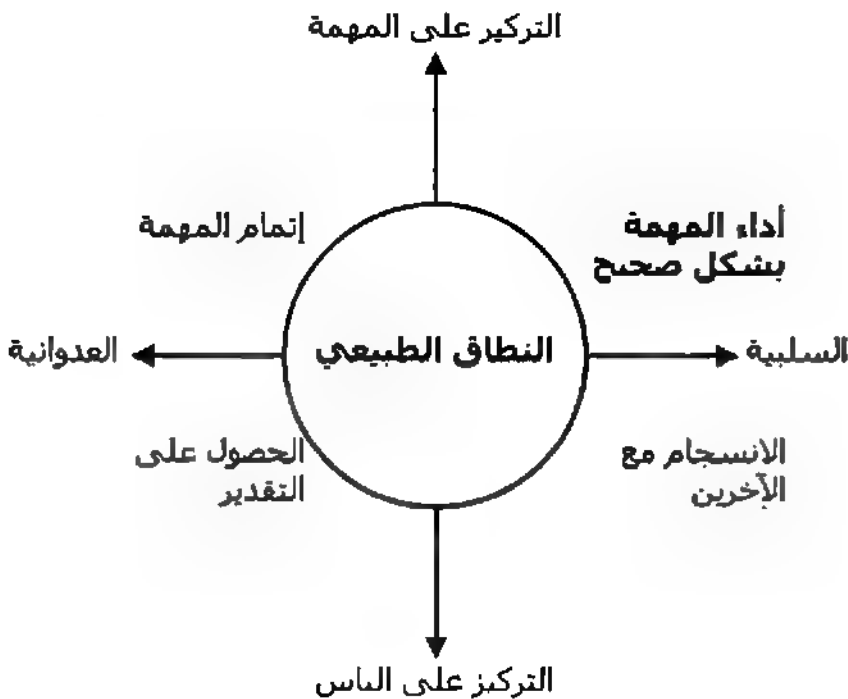 التركيز على المهمة
أداء المهمة
بشكل صحيح
إتمام المهمة
السلبية
النطاق الطبيعي
العدوانية
الانسجام مع
الآخرين
الحصول على
التقدير
التركيز على الناس